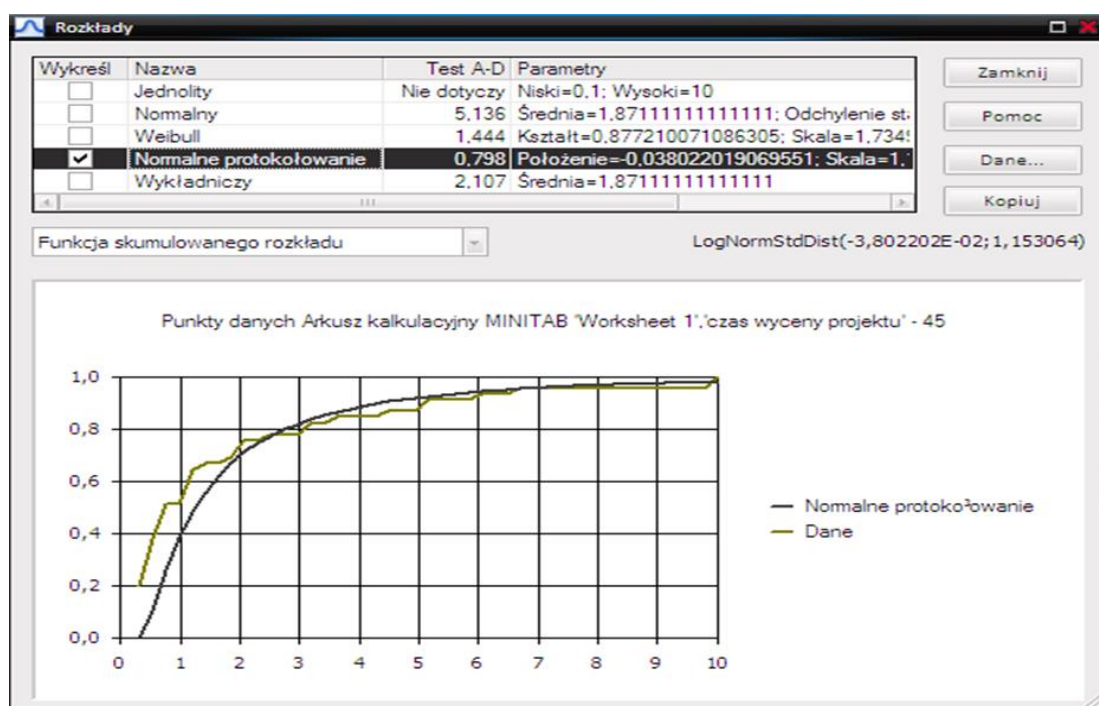 Rozkłady
Wykreśl Nazwa Test A-D Parametry
Jednolity Nie dotyczy Niski=0,1; Wysoki=10
Normalny 5,136 Średnia=1,87111111111111; Odchylenie st
Weibull 1,444 Kształt=0,877210071086305; Skala=1,734
Normalne protokołowanie 0,798 Położenie=-0,038022019069551; Skala=1,
Wykładniczy 2,107 Średnia=1,87111111111111
Zamknij
Pomoc
Dane...
Kopiuj
Funkcja skumulowanego rozkładu
LogNormStdDist(-3,802202E-02;1,153064)
Punkty danych Arkusz kalkulacyjny MINITAB 'Worksheet 1','czas wyceny projektu' - 45
1,0
0,8
0,6
0,4
0,2
0,0
0 1 2 3 4 5 6 7 8 9 10
Normalne protoko³owanie
Dane